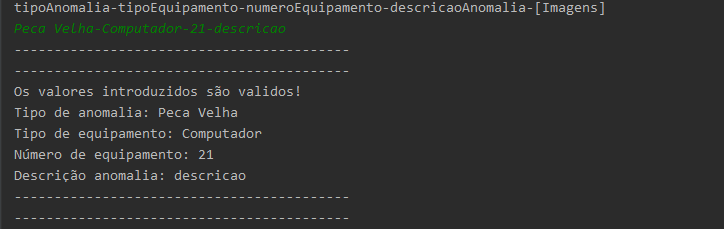 tipoAnomalia-tipoEquipamento-numeroEquipamento-descricaoAnomalia-[Imagens]
Peca Velha-Computador-21-descricao
------------------------------------------
------------------------------------------
Os valores introduzidos são validos!
Tipo de anomalia: Peca Velha
Tipo de equipamento: Computador
Número de equipamento: 21
Descrição anomalia: descricao
------------------------------------------
------------------------------------------